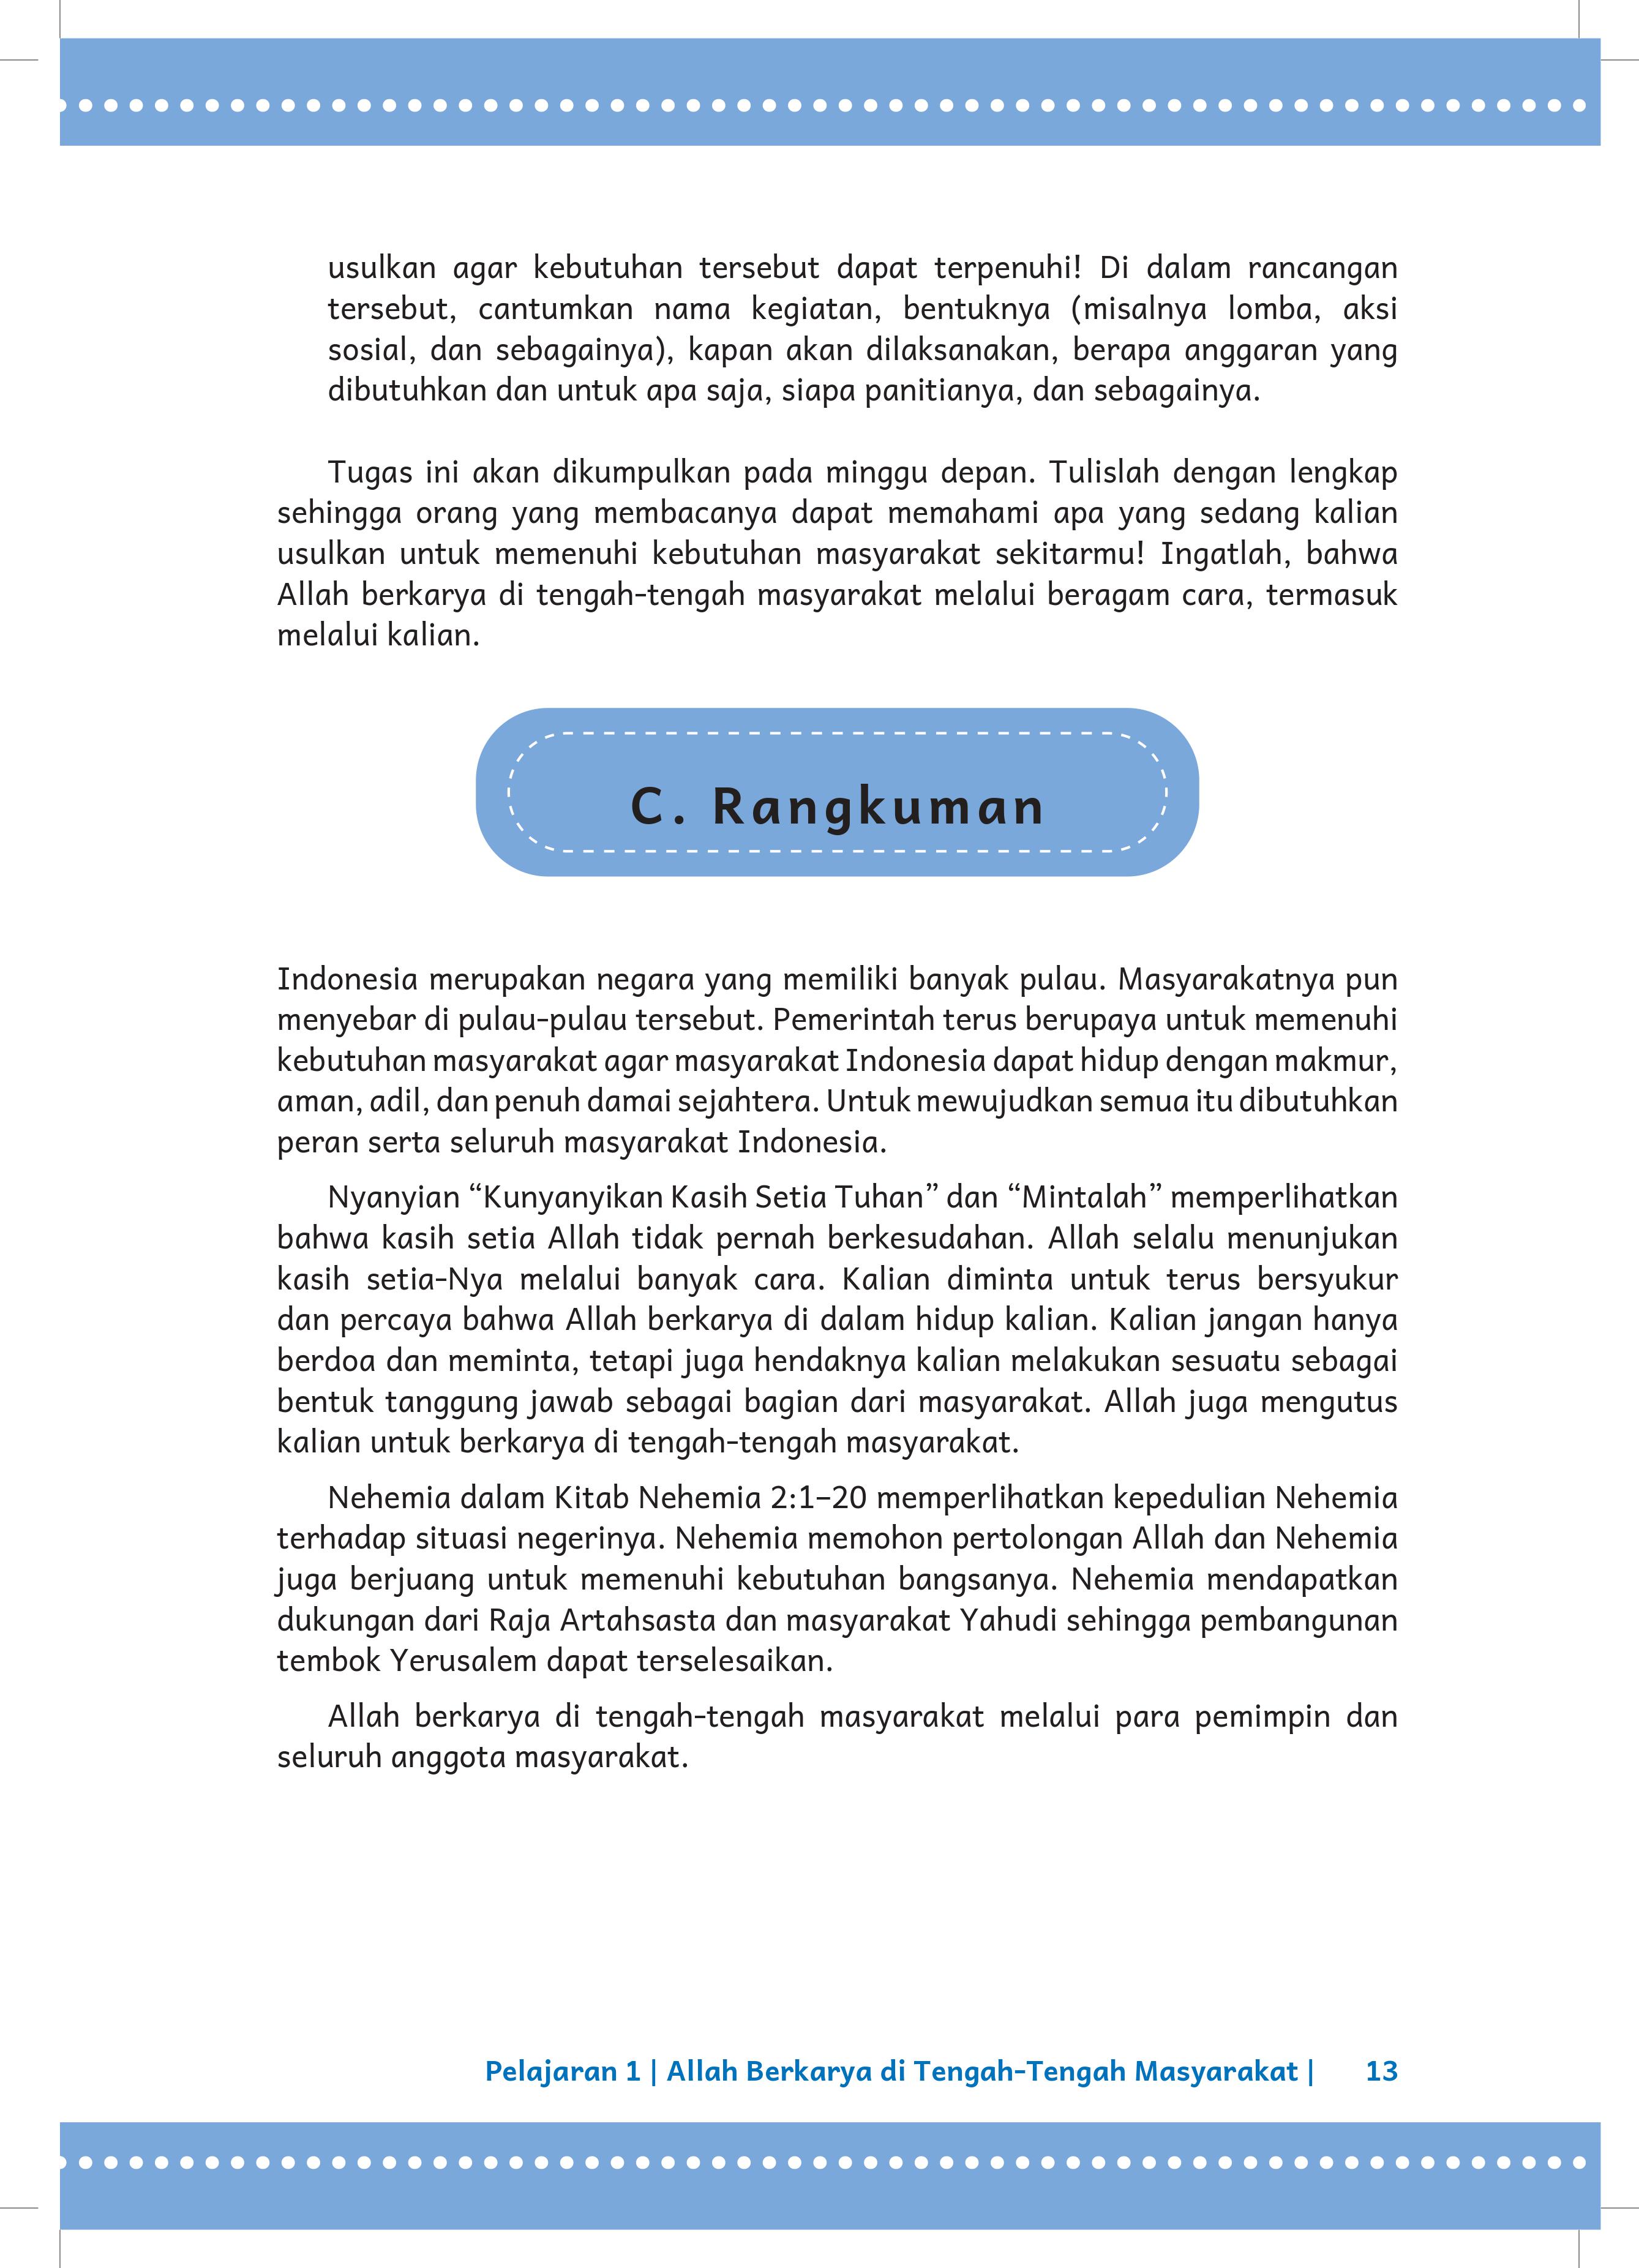 usulkan agar kebutuhan tersebut dapat terpenuhi! Di dalam rancangan
tersebut, cantumkan nama kegiatan, bentuknya (misalnya lomba, aksi
sosial, dan sebagainya), kapan akan dilaksanakan, berapa anggaran yang
dibutuhkan dan untuk apa saja, siapa panitianya, dan sebagainya.
Tugas ini akan dikumpulkan pada minggu depan. Tulislah dengan lengkap
sehingga orang yang membacanya dapat memahami apa yang sedang kalian
usulkan untuk memenuhi kebutuhan masyarakat sekitarmu! Ingatlah, bahwa
Allah berkarya di tengah-tengah masyarakat melalui beragam cara, termasuk
melalui kalian.
C. Rangkuman
Indonesia merupakan negara yang memiliki banyak pulau. Masyarakatnya pun
menyebar di pulau-pulau tersebut. Pemerintah terus berupaya untuk memenuhi
kebutuhan masyarakat agar masyarakat Indonesia dapat hidup dengan makmur,
aman, adil, dan penuh damai sejahtera. Untuk mewujudkan semua itu dibutuhkan
peran serta seluruh masyarakat Indonesia.
Nyanyian “Kunyanyikan Kasih Setia Tuhan” dan “Mintalah” memperlihatkan
bahwa kasih setia Allah tidak pernah berkesudahan. Allah selalu menunjukan
kasih setia-Nya melalui banyak cara. Kalian diminta untuk terus bersyukur
dan percaya bahwa Allah berkarya di dalam hidup kalian. Kalian jangan hanya
berdoa dan meminta, tetapi juga hendaknya kalian melakukan sesuatu sebagai
bentuk tanggung jawab sebagai bagian dari masyarakat. Allah juga mengutus
kalian untuk berkarya di tengah-tengah masyarakat.
Nehemia dalam Kitab Nehemia 2:1–20 memperlihatkan kepedulian Nehemia
terhadap situasi negerinya. Nehemia memohon pertolongan Allah dan Nehemia
juga berjuang untuk memenuhi kebutuhan bangsanya. Nehemia mendapatkan
dukungan dari Raja Artahsasta dan masyarakat Yahudi sehingga pembangunan
tembok Yerusalem dapat terselesaikan.
Allah berkarya di tengah-tengah masyarakat melalui para pemimpin dan
seluruh anggota masyarakat.
Pelajaran 1 | Allah Berkarya di Tengah-Tengah Masyarakat | 13